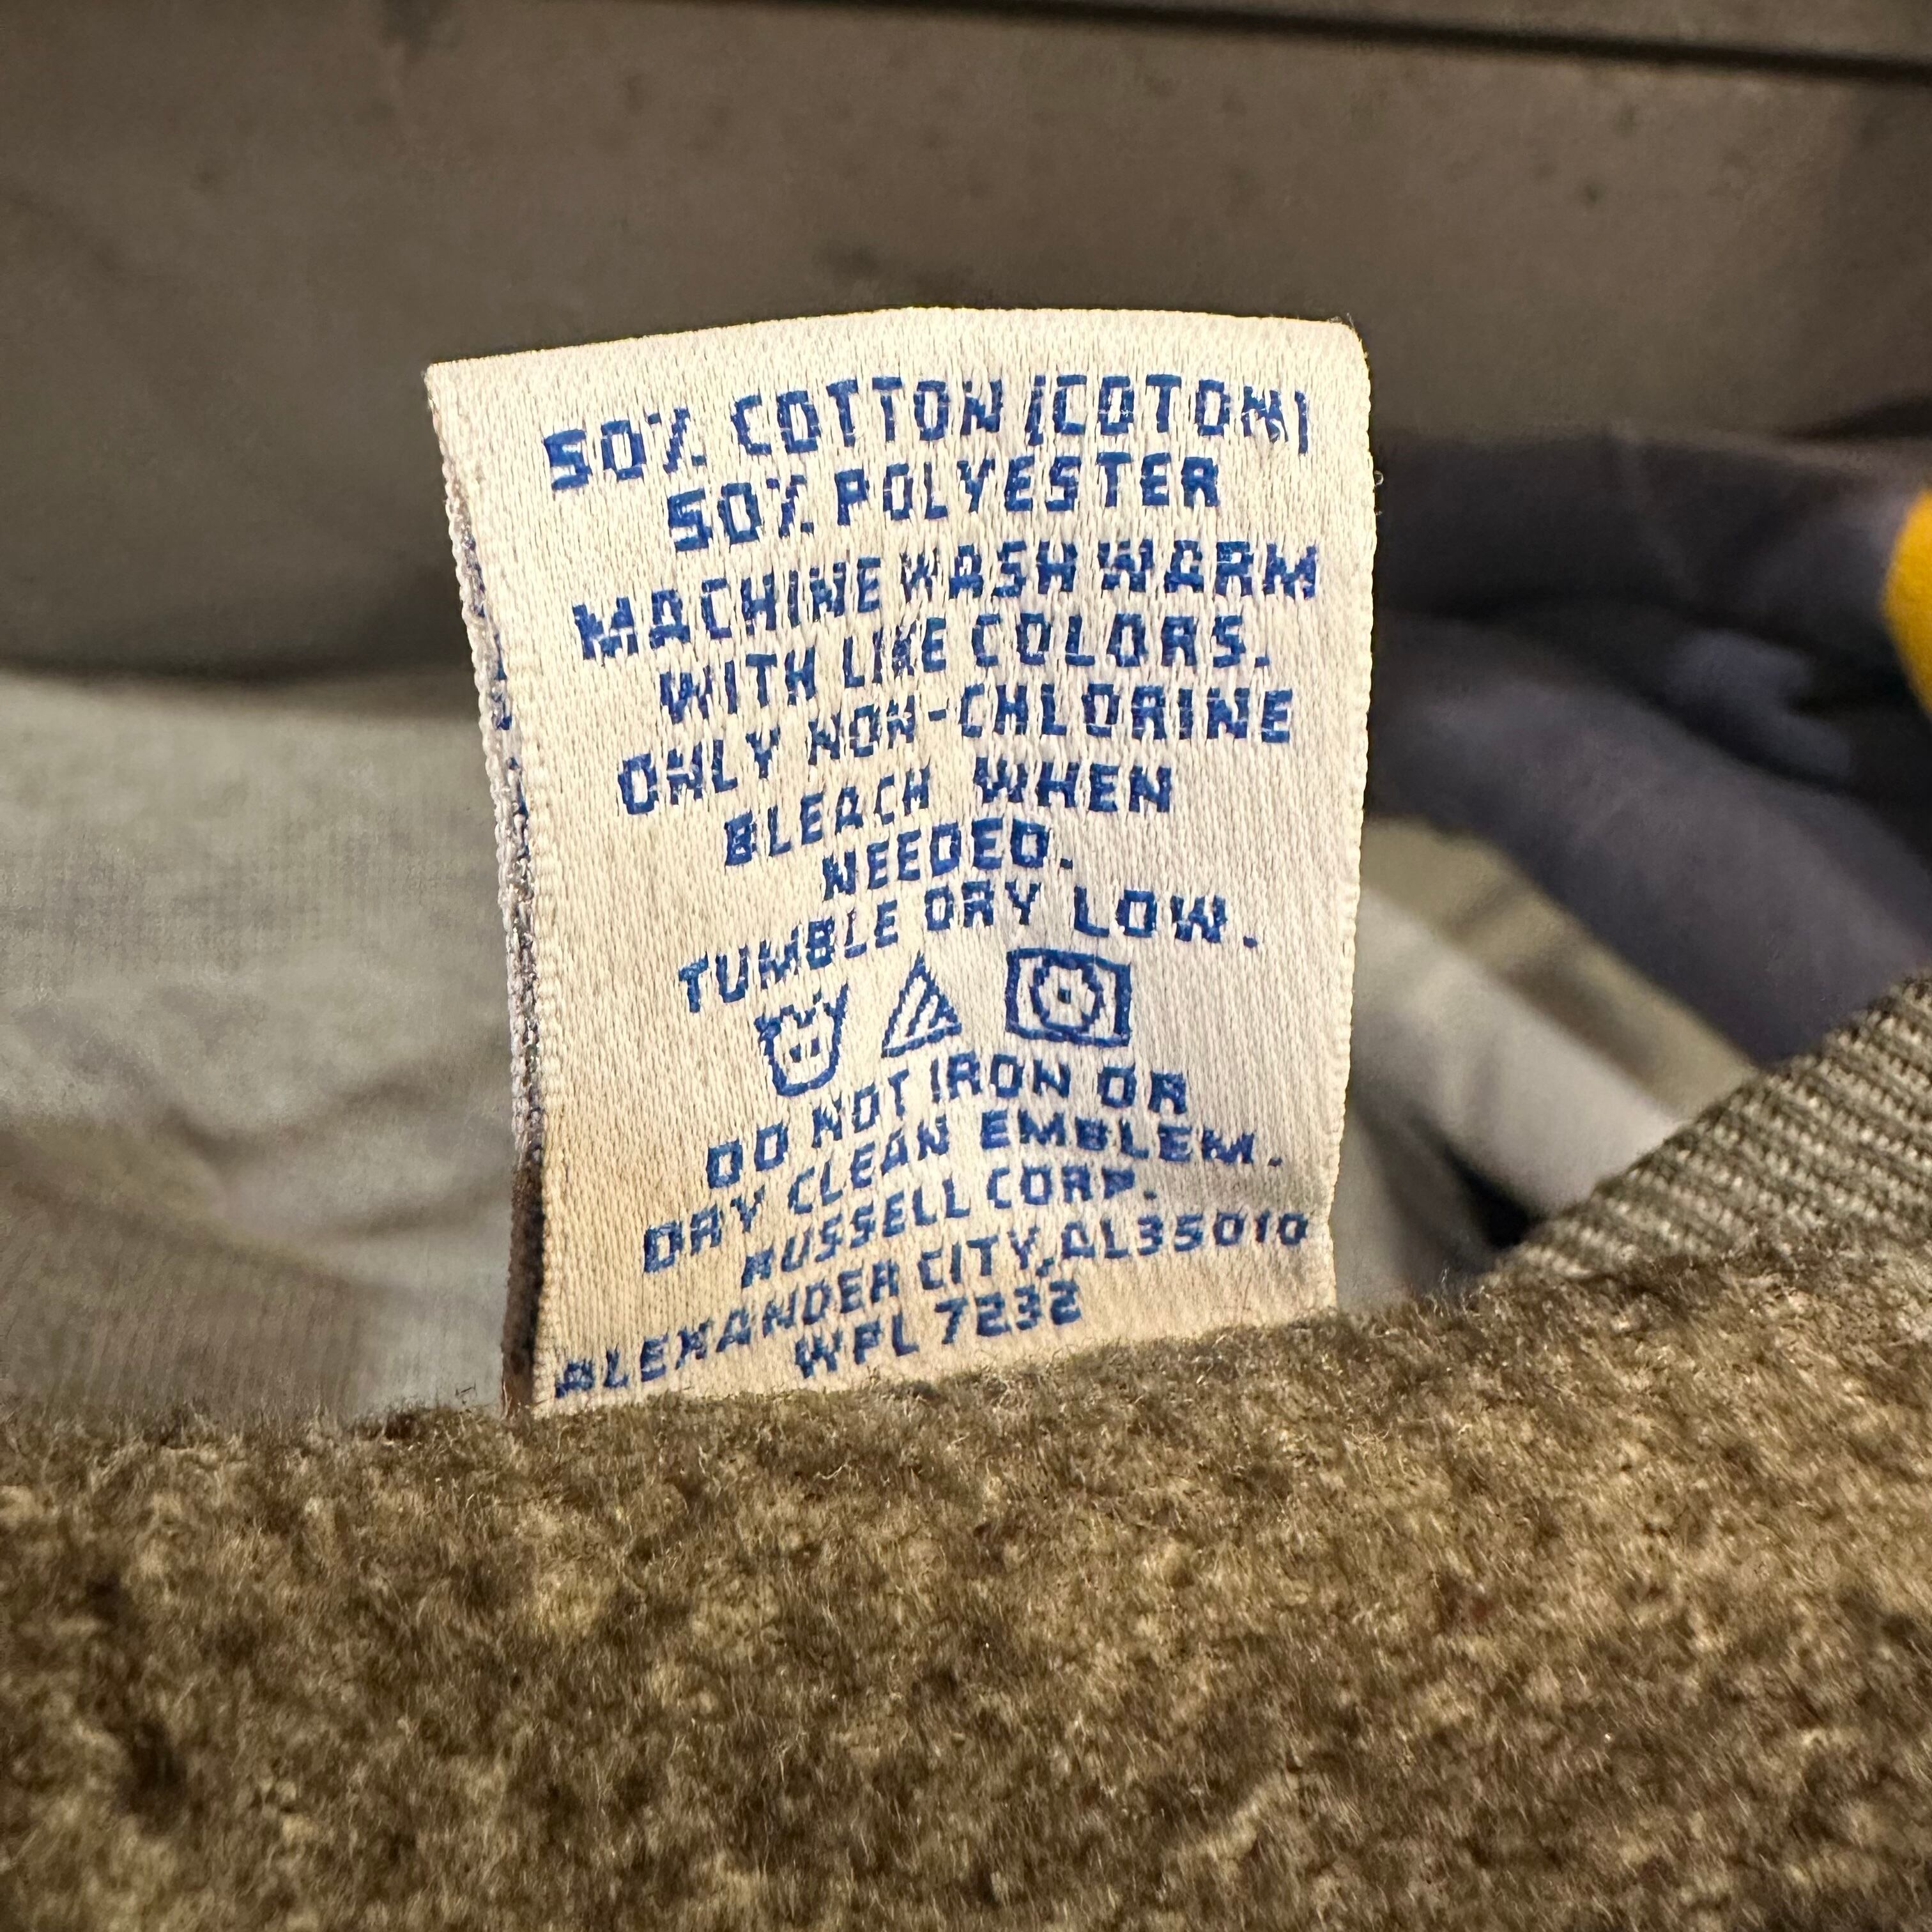 50% COTTON (COTON)
50% POLYESTER
MACHINE WASH WARM
WITH LIKE COLORS.
ONLY NON-CHLORINE
BLEACH WHEN
NEEDED.
TUMBLE DRY LOW.
DO NOT IRON OR
DRY CLEAN EMBLEM.
RUSSELL CORP.
ALEXANDER CITY, AL35010
WPL 7232